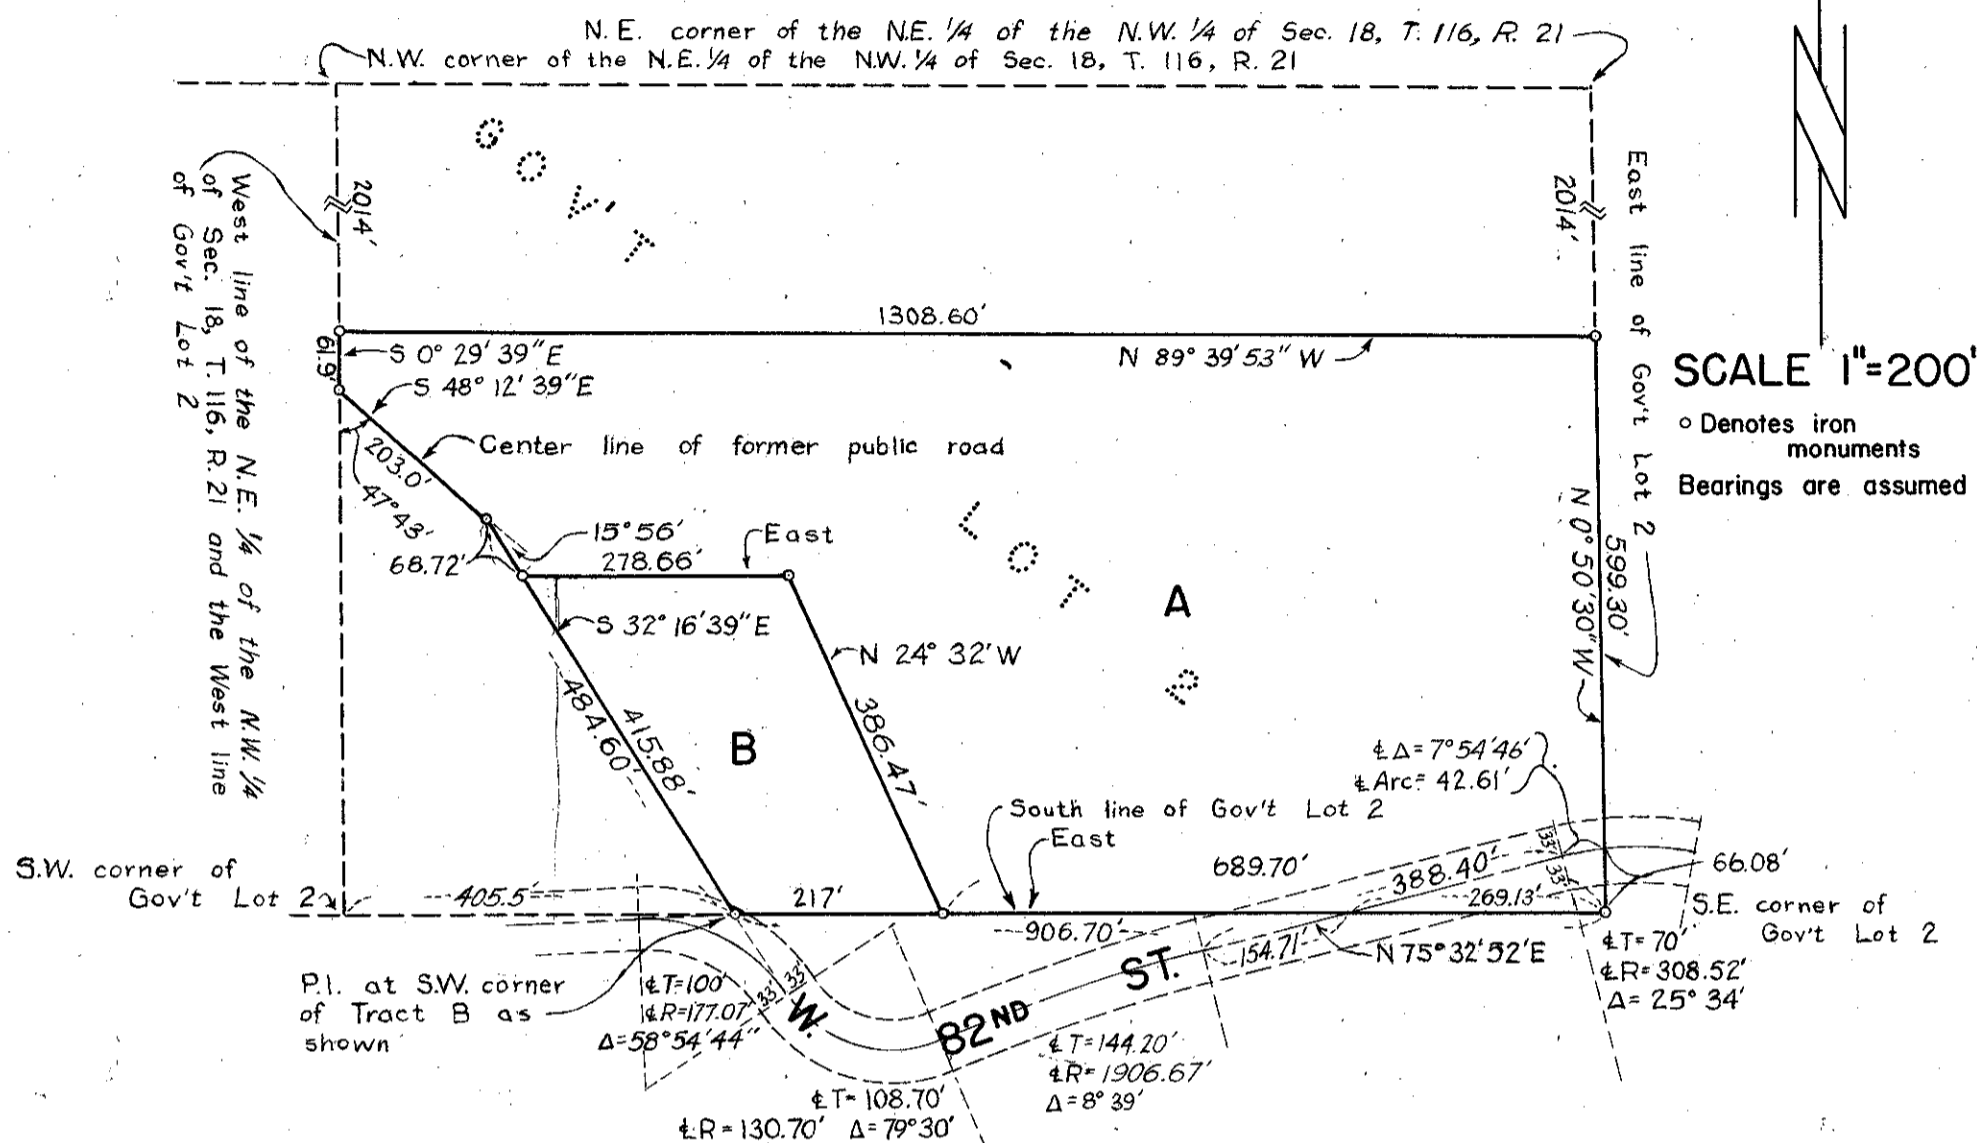 N.E. corner of the N.E. 1/4 of the N.W. 1/4 of Sec. 18, T. 116, R. 21
N.W. corner of the N.E. 1/4 of the N.W. 1/4 of Sec. 18, T. 116, R. 21
GOV'T
2014'
2014'
West line of the N.E. 1/4 of the N.W. 1/4
of Sec. 18, T. 116, R. 21 and the West line
of Gov't Lot 2
East line of Gov't Lot 2
1308.60'
N 89° 39' 53" W
61.9'
S 0° 29' 39" E
S 48° 12' 39" E
SCALE 1"=200'
o Denotes iron
monuments
Bearings are assumed
Center line of former public road
203.0'
47°43'
15°56'
68.72'
278.66'
East
LOT
2
A
N 0° 50' 30" W
599.30'
S 32° 16' 39" E
N 24° 32' W
484.60'
415.88'
B
386.47'
℄ Δ = 7° 54' 46"
℄ Arc = 42.61'
South line of Gov't Lot 2
East
689.70'
388.40'
33'
33'
66.08'
S.W. corner of
Gov't Lot 2
405.5'
217'
269.13'
S.E. corner of
Gov't Lot 2
906.70'
154.71'
N 75° 32' 52" E
P.I. at S.W. corner
of Tract B as
shown
℄ T=100'
℄ R=177.07'
Δ=58°54'44"
33'
33'
W. 82ND ST.
℄ T=70'
℄ R=308.52'
Δ=25° 34'
℄ T=144.20'
℄ R=1906.67'
Δ=8° 39'
℄ T=108.70'
℄ R=130.70' Δ=79°30'